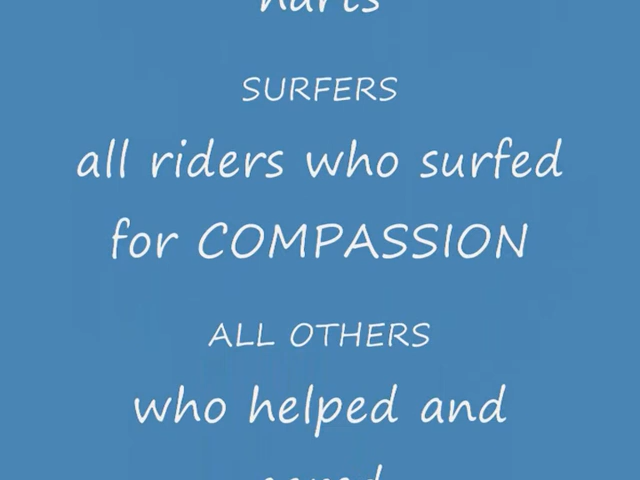 SURFERS
all riders who surfed
for COMPASSION
ALL OTHERS
who helped and